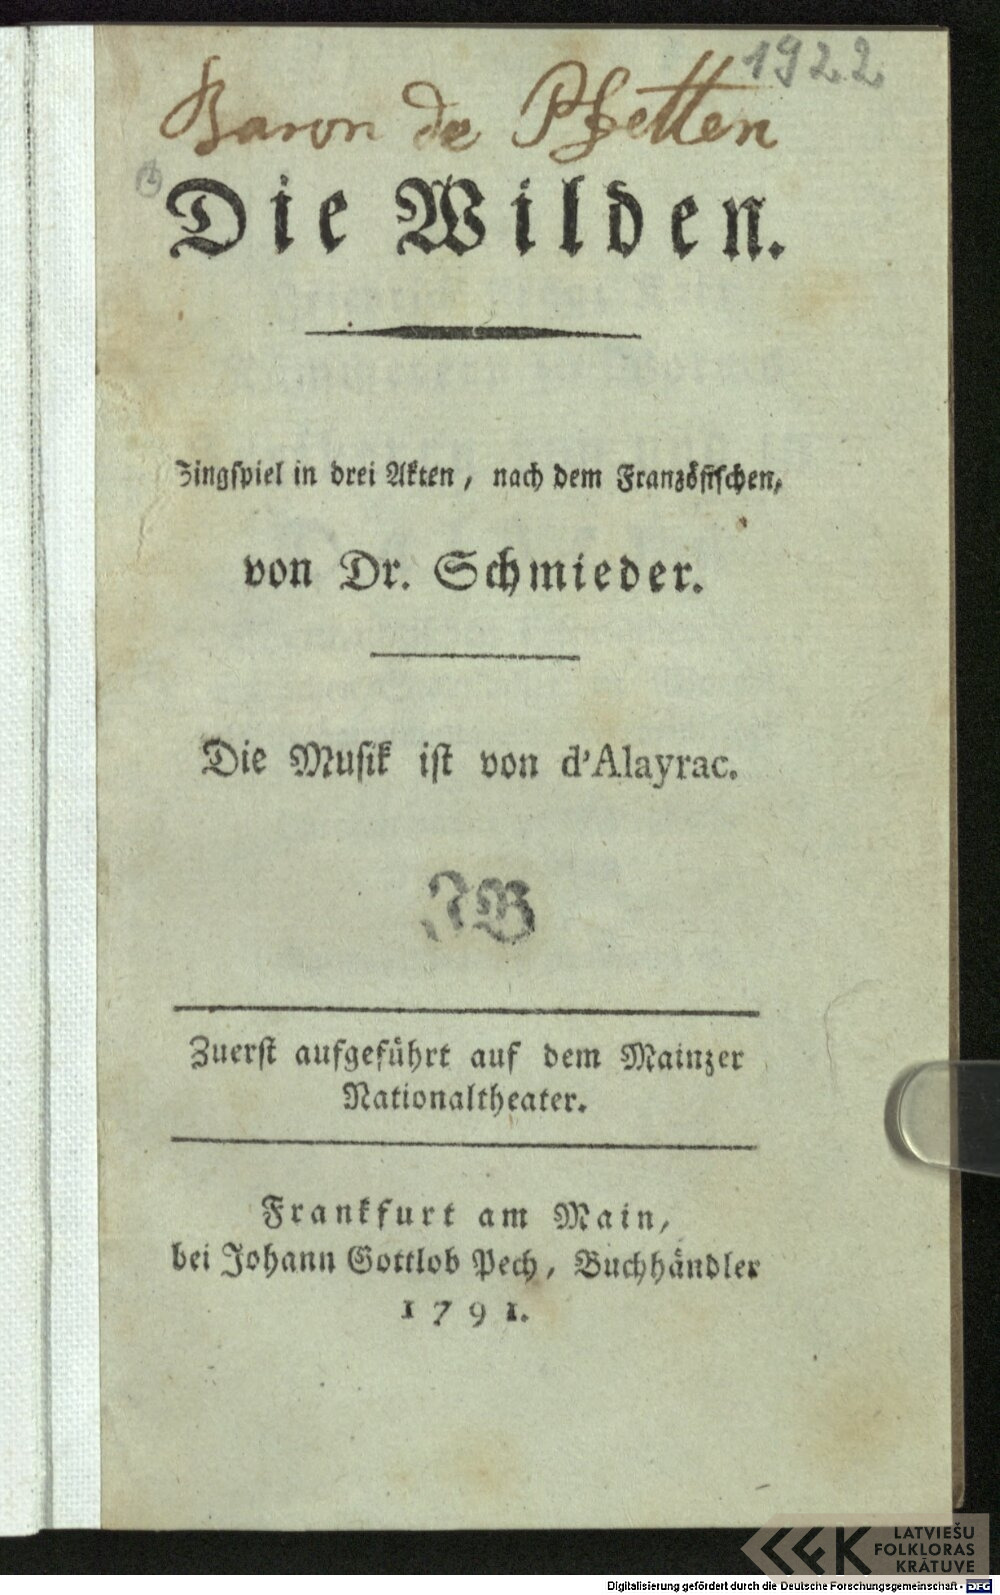 1922
Baron de Pfetten
Die Wilden.
Singspiel in drei Akten, nach dem Französischen,
von Dr. Schmieder.
Die Musik ist von d'Alayrac.
Zuerst aufgeführt auf dem Mainzer
Nationaltheater.
Frankfurt am Main,
bei Johann Gottlob Pech, Buchhändler
1791.
LATVIEŠU
FOLKLORAS
KRĀTUVE
Digitalisierung gefördert durch die Deutsche Forschungsgemeinschaft - DFG